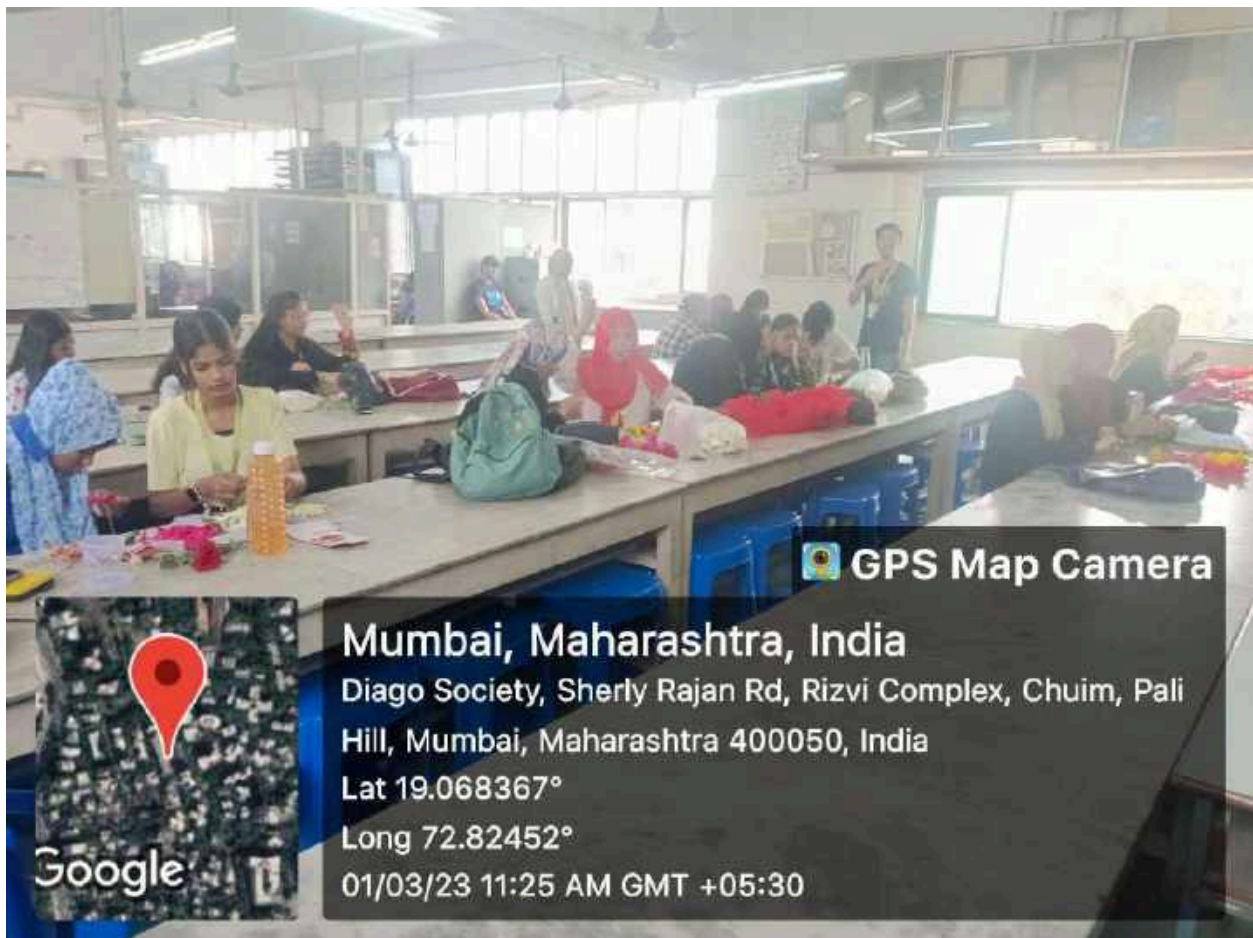 GPS Map Camera
Mumbai, Maharashtra, India
Diago Society, Sherly Rajan Rd, Rizvi Complex, Chuim, Pali
Hill, Mumbai, Maharashtra 400050, India
Lat 19.068367°
Long 72.82452°
01/03/23 11:25 AM GMT +05:30
Google